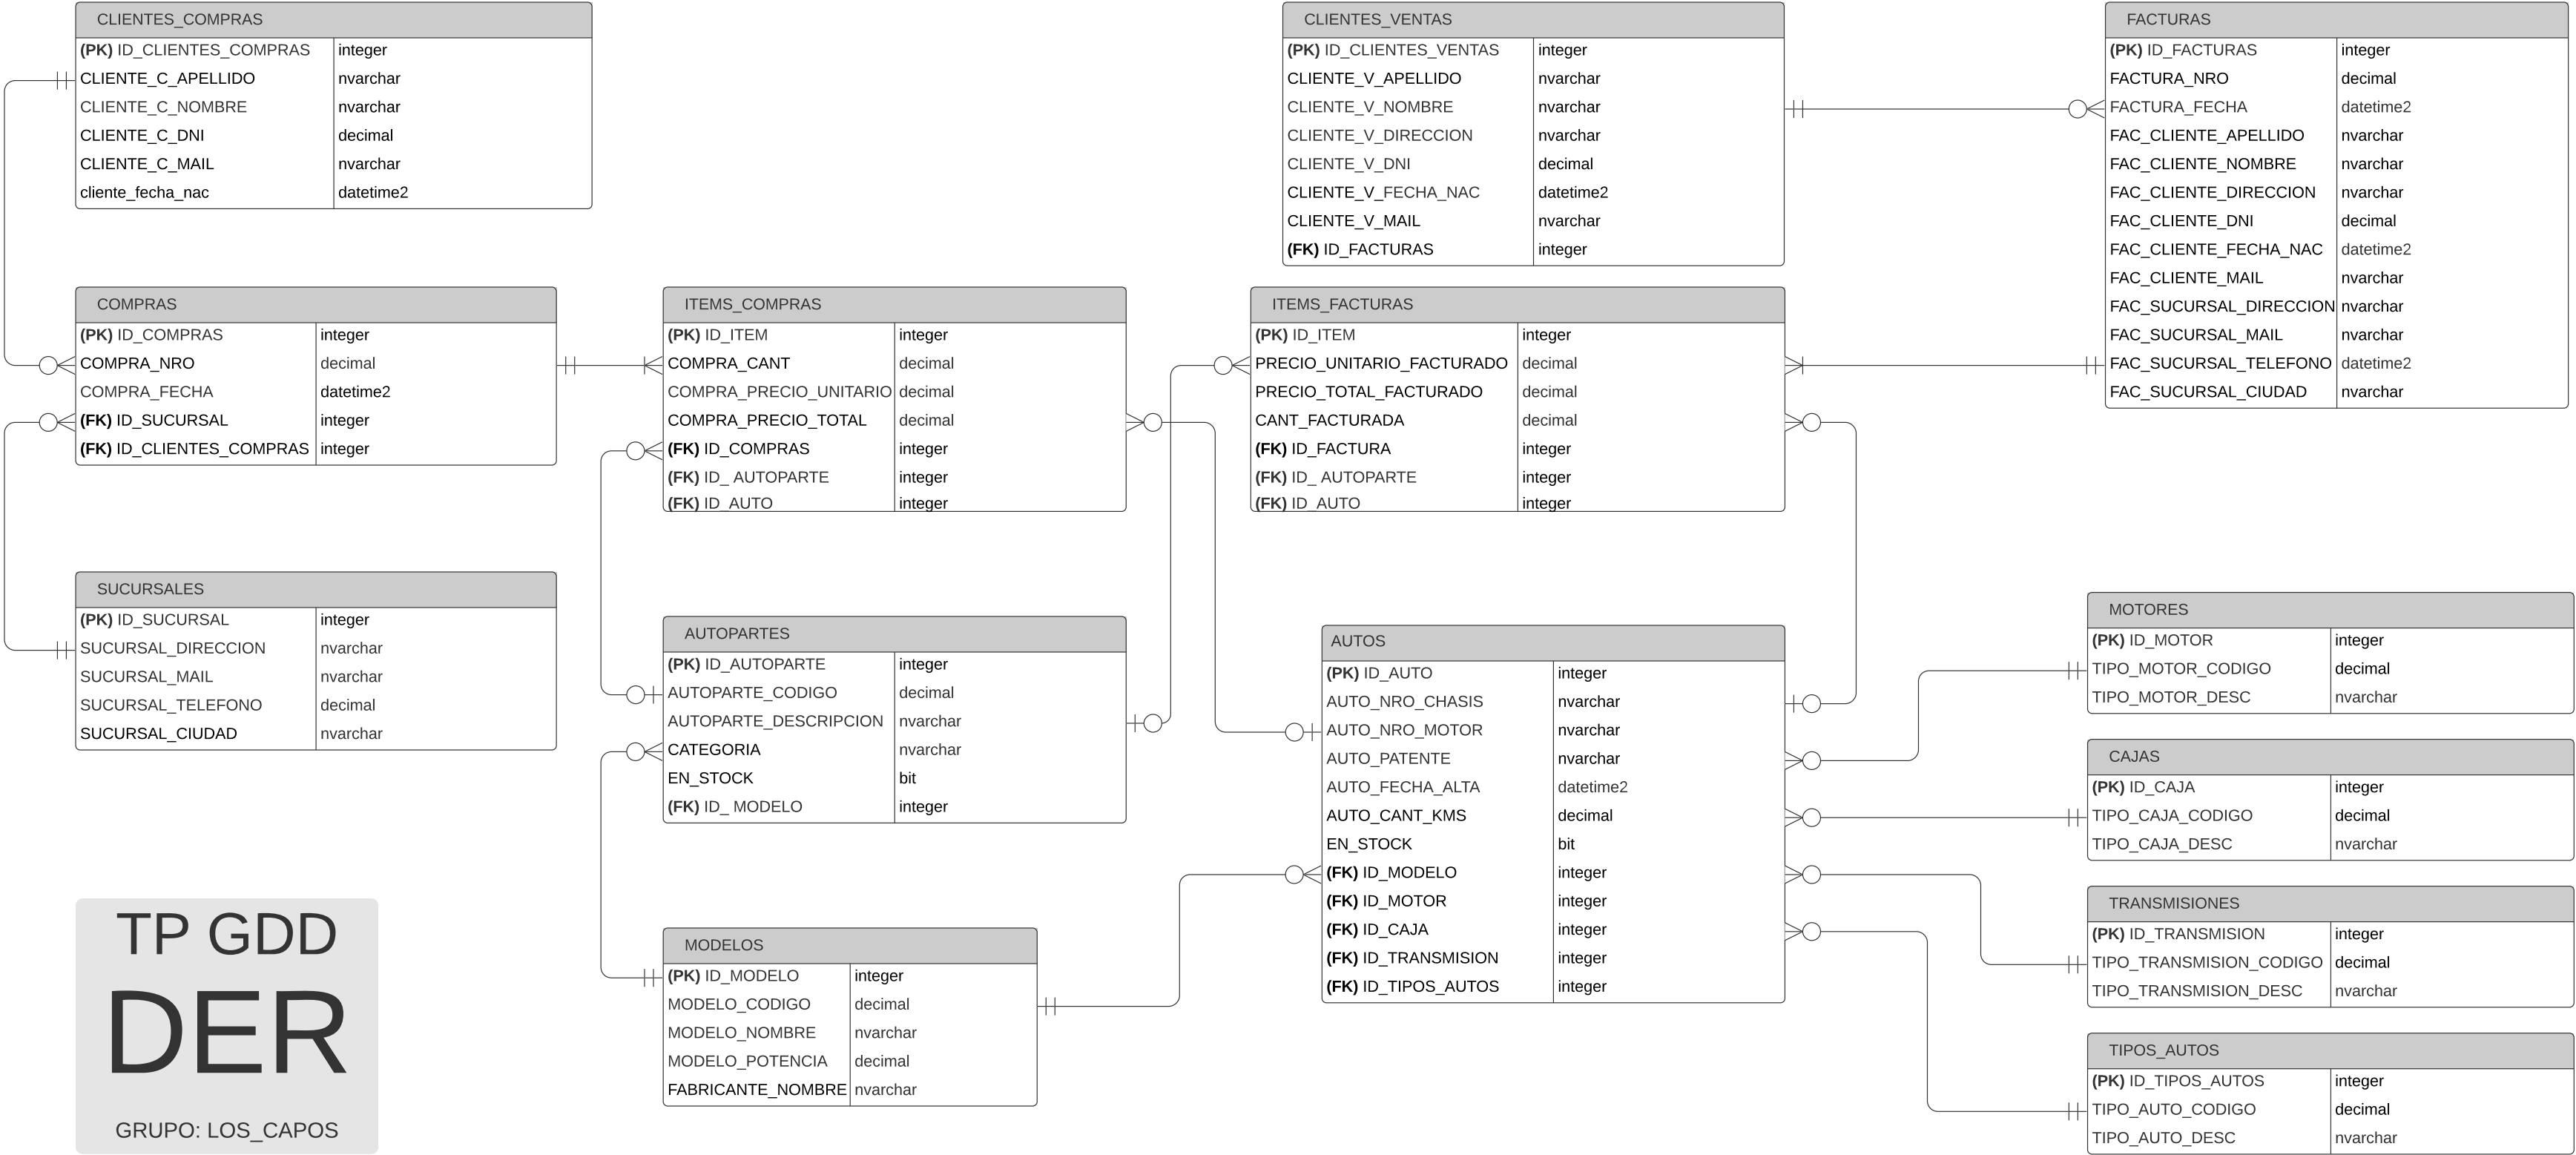 CLIENTES_COMPRAS
(PK) ID_CLIENTES_COMPRAS integer
CLIENTE_C_APELLIDO nvarchar
CLIENTE_C_NOMBRE nvarchar
CLIENTE_C_DNI decimal
CLIENTE_C_MAIL nvarchar
cliente_fecha_nac datetime2
CLIENTES_VENTAS
(PK) ID_CLIENTES_VENTAS integer
CLIENTE_V_APELLIDO nvarchar
CLIENTE_V_NOMBRE nvarchar
CLIENTE_V_DIRECCION nvarchar
CLIENTE_V_DNI decimal
CLIENTE_V_FECHA_NAC datetime2
CLIENTE_V_MAIL nvarchar
(FK) ID_FACTURAS integer
FACTURAS
(PK) ID_FACTURAS integer
FACTURA_NRO decimal
FACTURA_FECHA datetime2
FAC_CLIENTE_APELLIDO nvarchar
FAC_CLIENTE_NOMBRE nvarchar
FAC_CLIENTE_DIRECCION nvarchar
FAC_CLIENTE_DNI decimal
FAC_CLIENTE_FECHA_NAC datetime2
FAC_CLIENTE_MAIL nvarchar
FAC_SUCURSAL_DIRECCION nvarchar
FAC_SUCURSAL_MAIL nvarchar
FAC_SUCURSAL_TELEFONO datetime2
FAC_SUCURSAL_CIUDAD nvarchar
COMPRAS
(PK) ID_COMPRAS integer
COMPRA_NRO decimal
COMPRA_FECHA datetime2
(FK) ID_SUCURSAL integer
(FK) ID_CLIENTES_COMPRAS integer
ITEMS_COMPRAS
(PK) ID_ITEM integer
COMPRA_CANT decimal
COMPRA_PRECIO_UNITARIO decimal
COMPRA_PRECIO_TOTAL decimal
(FK) ID_COMPRAS integer
(FK) ID_ AUTOPARTE integer
(FK) ID_AUTO integer
ITEMS_FACTURAS
(PK) ID_ITEM integer
PRECIO_UNITARIO_FACTURADO decimal
PRECIO_TOTAL_FACTURADO decimal
CANT_FACTURADA decimal
(FK) ID_FACTURA integer
(FK) ID_ AUTOPARTE integer
(FK) ID_AUTO integer
SUCURSALES
(PK) ID_SUCURSAL integer
SUCURSAL_DIRECCION nvarchar
SUCURSAL_MAIL nvarchar
SUCURSAL_TELEFONO decimal
SUCURSAL_CIUDAD nvarchar
AUTOPARTES
(PK) ID_AUTOPARTE integer
AUTOPARTE_CODIGO decimal
AUTOPARTE_DESCRIPCION nvarchar
CATEGORIA nvarchar
EN_STOCK bit
(FK) ID_ MODELO integer
AUTOS
(PK) ID_AUTO integer
AUTO_NRO_CHASIS nvarchar
AUTO_NRO_MOTOR nvarchar
AUTO_PATENTE nvarchar
AUTO_FECHA_ALTA datetime2
AUTO_CANT_KMS decimal
EN_STOCK bit
(FK) ID_MODELO integer
(FK) ID_MOTOR integer
(FK) ID_CAJA integer
(FK) ID_TRANSMISION integer
(FK) ID_TIPOS_AUTOS integer
MOTORES
(PK) ID_MOTOR integer
TIPO_MOTOR_CODIGO decimal
TIPO_MOTOR_DESC nvarchar
CAJAS
(PK) ID_CAJA integer
TIPO_CAJA_CODIGO decimal
TIPO_CAJA_DESC nvarchar
TRANSMISIONES
(PK) ID_TRANSMISION integer
TIPO_TRANSMISION_CODIGO decimal
TIPO_TRANSMISION_DESC nvarchar
TIPOS_AUTOS
(PK) ID_TIPOS_AUTOS integer
TIPO_AUTO_CODIGO decimal
TIPO_AUTO_DESC nvarchar
MODELOS
(PK) ID_MODELO integer
MODELO_CODIGO decimal
MODELO_NOMBRE nvarchar
MODELO_POTENCIA decimal
FABRICANTE_NOMBRE nvarchar
TP GDD
DER
GRUPO: LOS_CAPOS